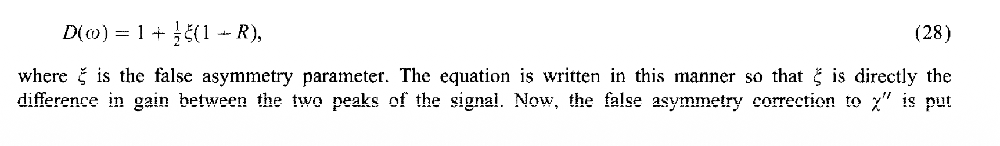 D(ω) = 1 + ½ξ(1 + R), (28)
where ξ is the false asymmetry parameter. The equation is written in this manner so that ξ is directly the
difference in gain between the two peaks of the signal. Now, the false asymmetry correction to χ″ is put